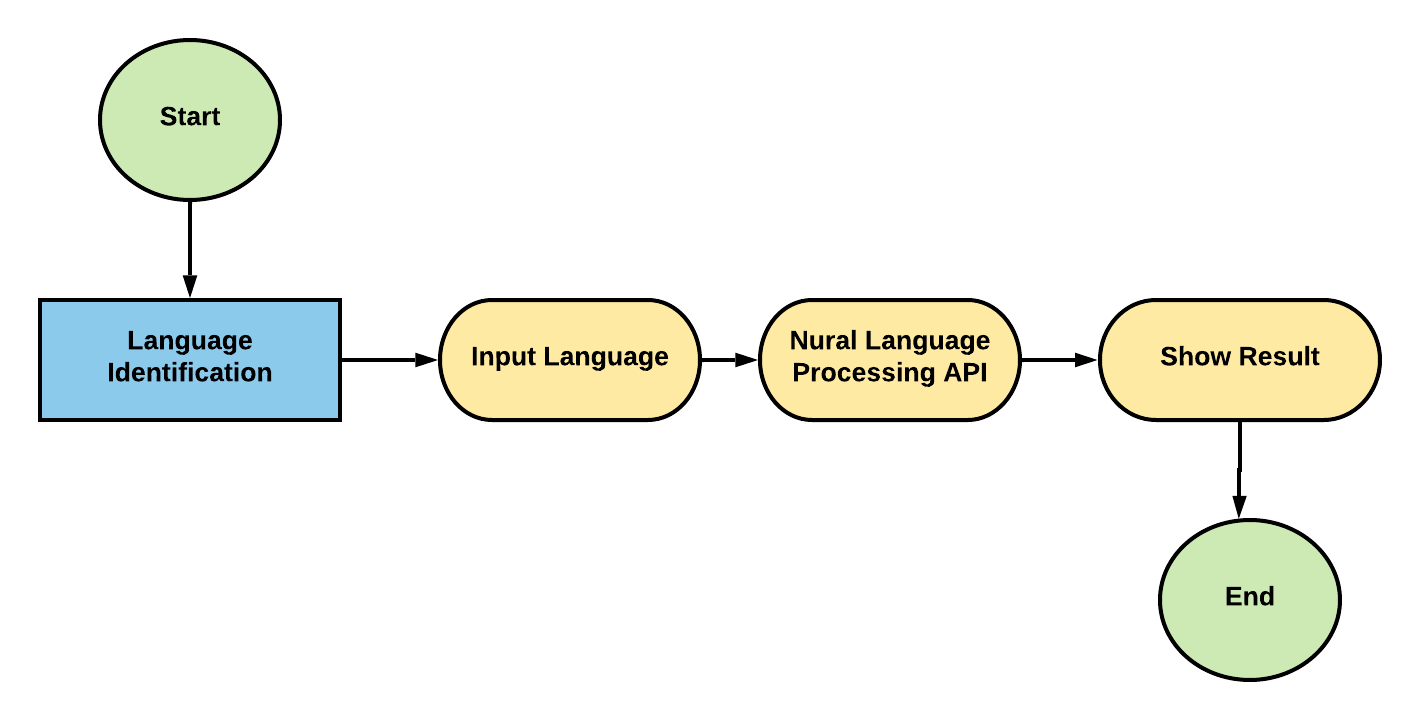 Start
Language
Identification
Input Language
Nural Language
Processing API
Show Result
End